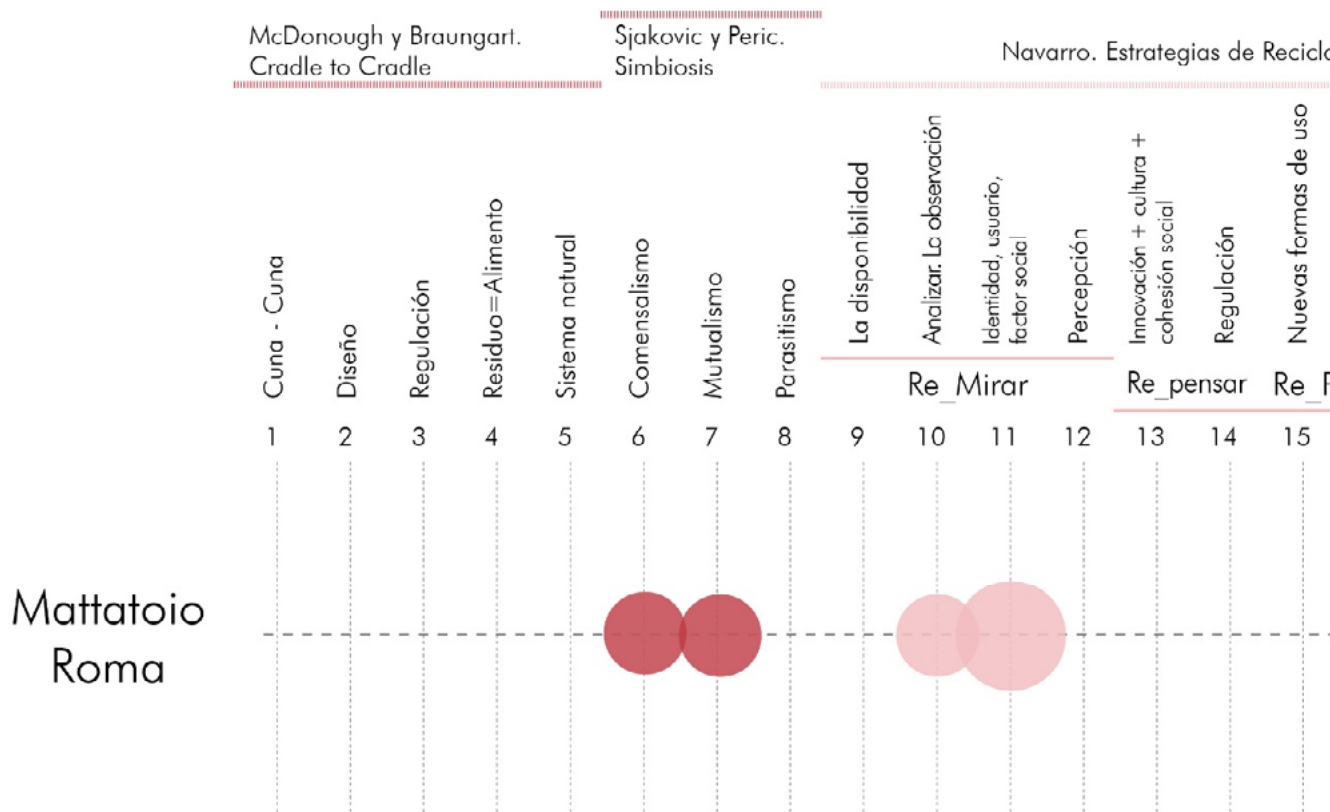 McDonough y Braungart.
Cradle to Cradle
Sjakovic y Peric.
Simbiosis
Navarro. Estrategias de Recicl
Cuna - Cuna
Diseño
Regulación
Residuo=Alimento
Sistema natural
Comensalismo
Mutualismo
Parasitismo
La disponibilidad
Analizar. La observación
Identidad, usuario,
factor social
Percepción
Innovación + cultura +
cohesión social
Regulación
Nuevas formas de uso
Re_Mirar
Re_pensar
Re_
1
2
3
4
5
6
7
8
9
10
11
12
13
14
15
Mattatoio
Roma